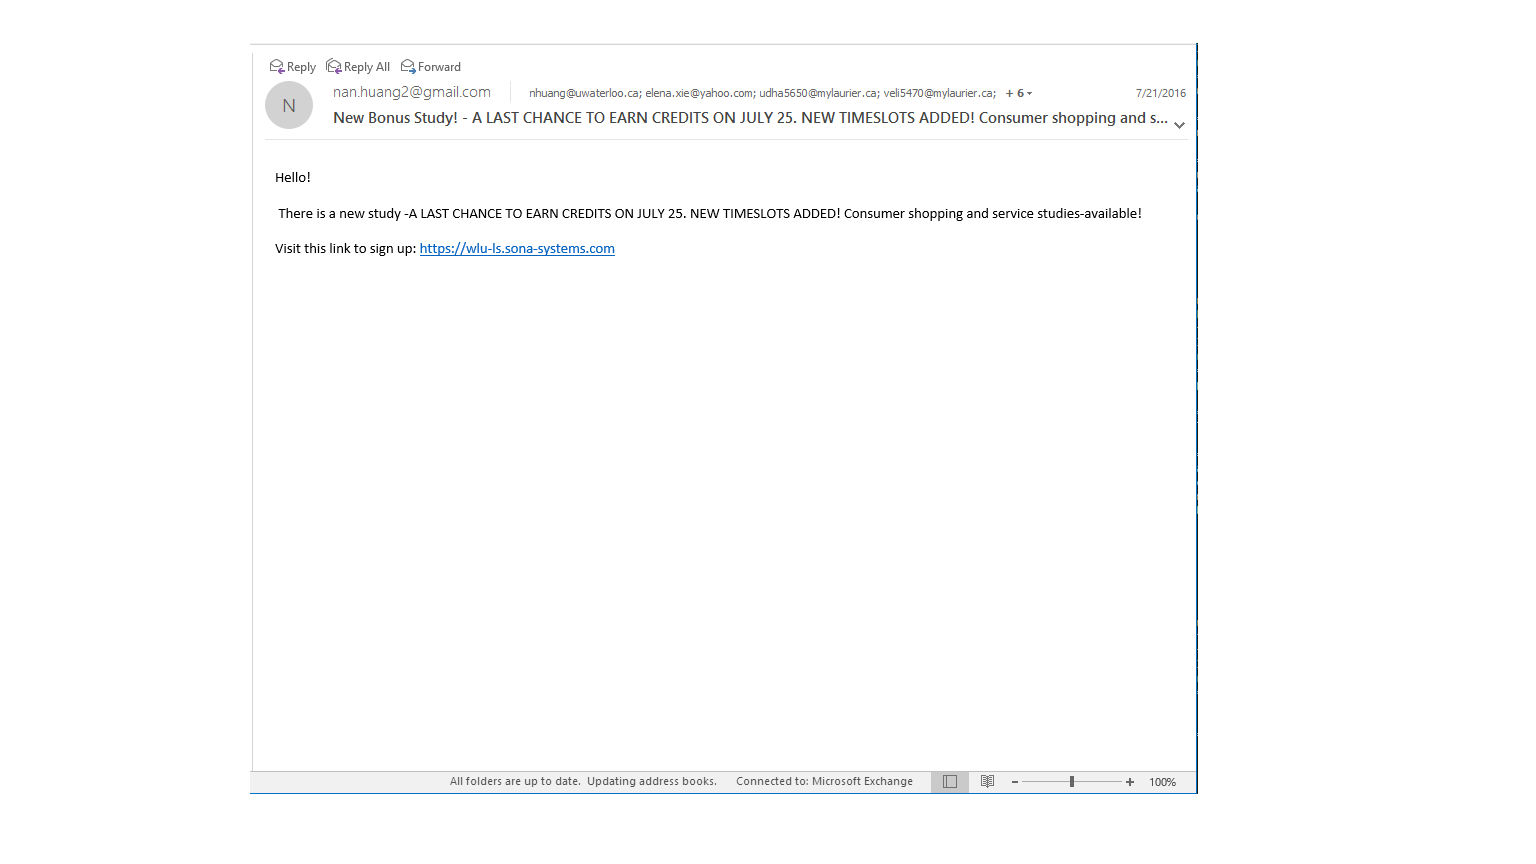 Reply Reply All Forward
N
nan.huang2@gmail.com nhuang@uwaterloo.ca; elena.xie@yahoo.com; udha5650@mylaurier.ca; veli5470@mylaurier.ca; + 6 7/21/2016
New Bonus Study! - A LAST CHANCE TO EARN CREDITS ON JULY 25. NEW TIMESLOTS ADDED! Consumer shopping and s...
Hello!
There is a new study -A LAST CHANCE TO EARN CREDITS ON JULY 25. NEW TIMESLOTS ADDED! Consumer shopping and service studies-available!
Visit this link to sign up: https://wlu-ls.sona-systems.com
All folders are up to date. Updating address books. Connected to: Microsoft Exchange - + 100%